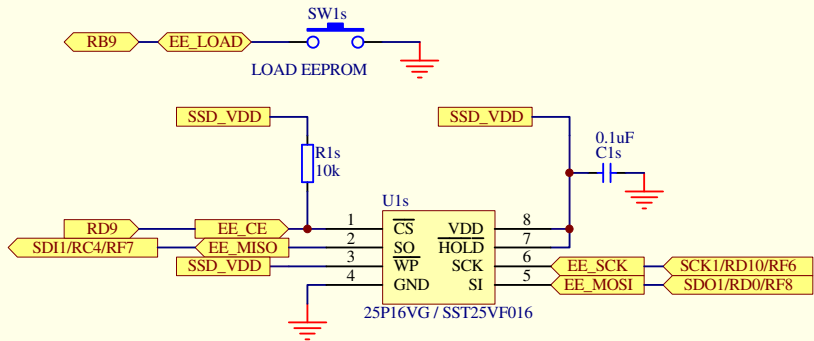 SW1s
RB9 EE_LOAD
LOAD EEPROM
SSD_VDD SSD_VDD
0.1uF
R1s C1s
10k
U1s
RD9 EE_CE 1 CS VDD 8
SDI1/RC4/RF7 EE_MISO 2 SO HOLD 7
SSD_VDD 3 WP SCK 6 EE_SCK SCK1/RD10/RF6
4 GND SI 5 EE_MOSI SDO1/RD0/RF8
25P16VG / SST25VF016